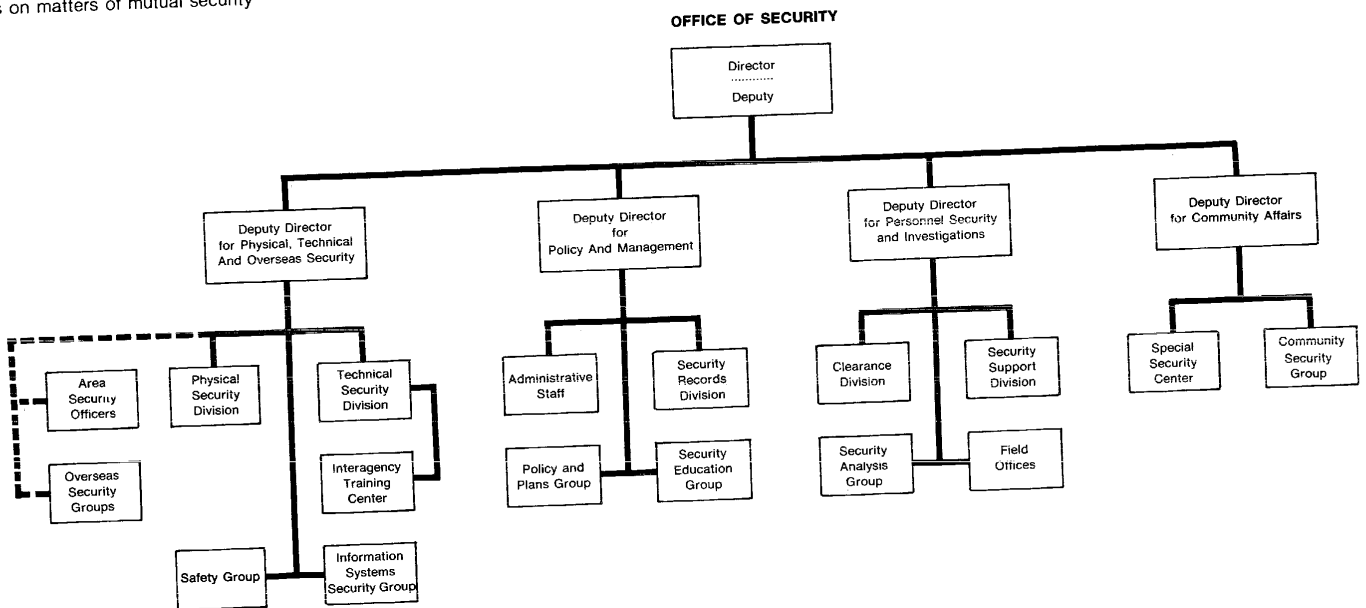 s on matters of mutual security
OFFICE OF SECURITY
Director
Deputy
Deputy Director
for Physical, Technical
And Overseas Security
Deputy Director
for
Policy And Management
Deputy Director
for Personnel Security
and Investigations
Deputy Director
for Community Affairs
Area
Security
Officers
Physical
Security
Division
Technical
Security
Division
Administrative
Staff
Security
Records
Division
Clearance
Division
Security
Support
Division
Special
Security
Center
Community
Security
Group
Overseas
Security
Groups
Interagency
Training
Center
Policy and
Plans Group
Security
Education
Group
Security
Analysis
Group
Field
Offices
Safety Group
Information
Systems
Security Group